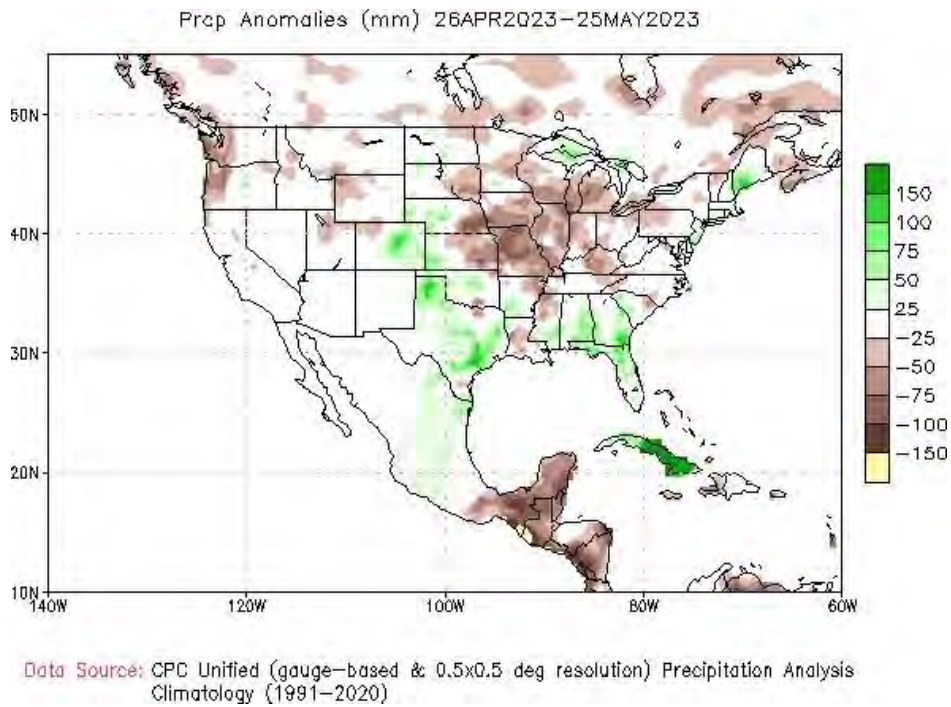 Prcp Anomalies (mm) 26APR2023-25MAY2023
50N
40N
30N
20N
10N
140W
120W
100W
80W
60W
150
100
75
50
25
-25
-50
-75
-100
-150
Data Source: CPC Unified (gauge-based & 0.5x0.5 deg resolution) Precipitation Analysis
Climatology (1991-2020)